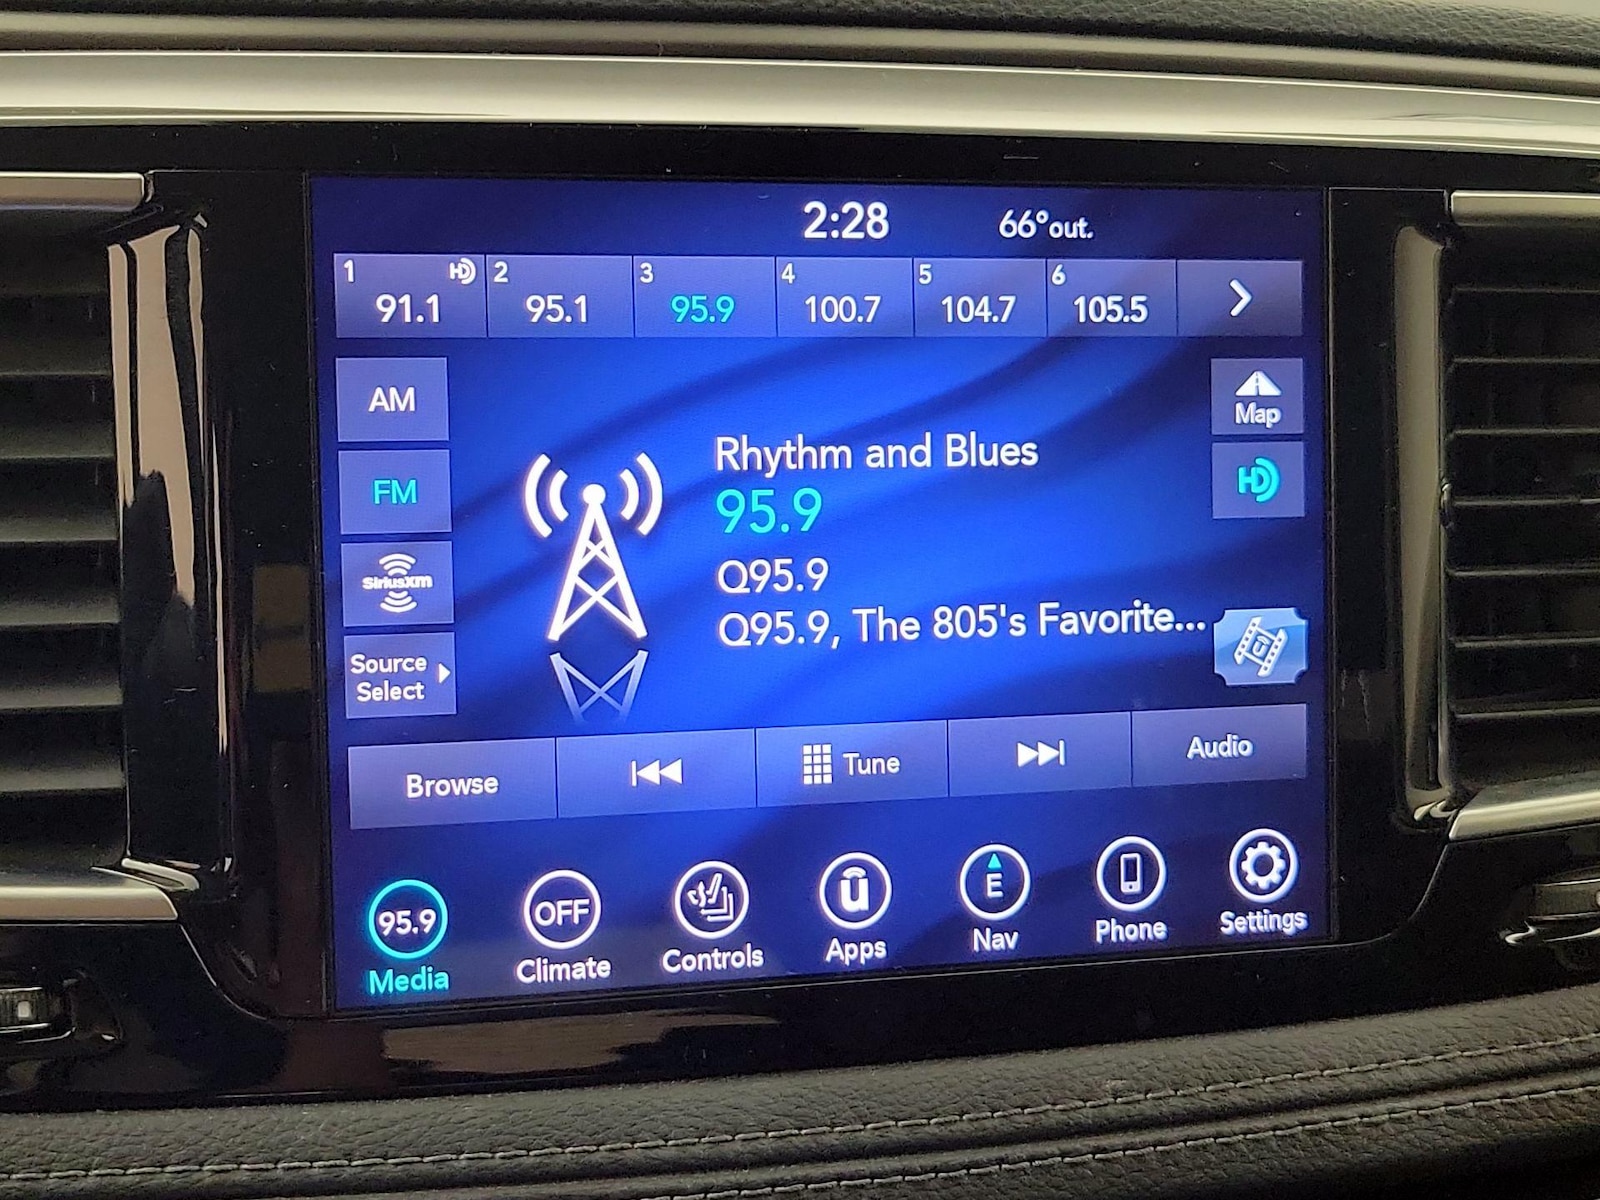 2:28 66°out.
1 HD 2 3 4 5 6
91.1 95.1 95.9 100.7 104.7 105.5
AM
Map
Rhythm and Blues
FM
HD
95.9
SiriusXM
Q95.9
Q95.9, The 805's Favorite...
Source
Select
Browse Tune Audio
95.9 OFF E
Media Climate Controls Apps Nav Phone Settings